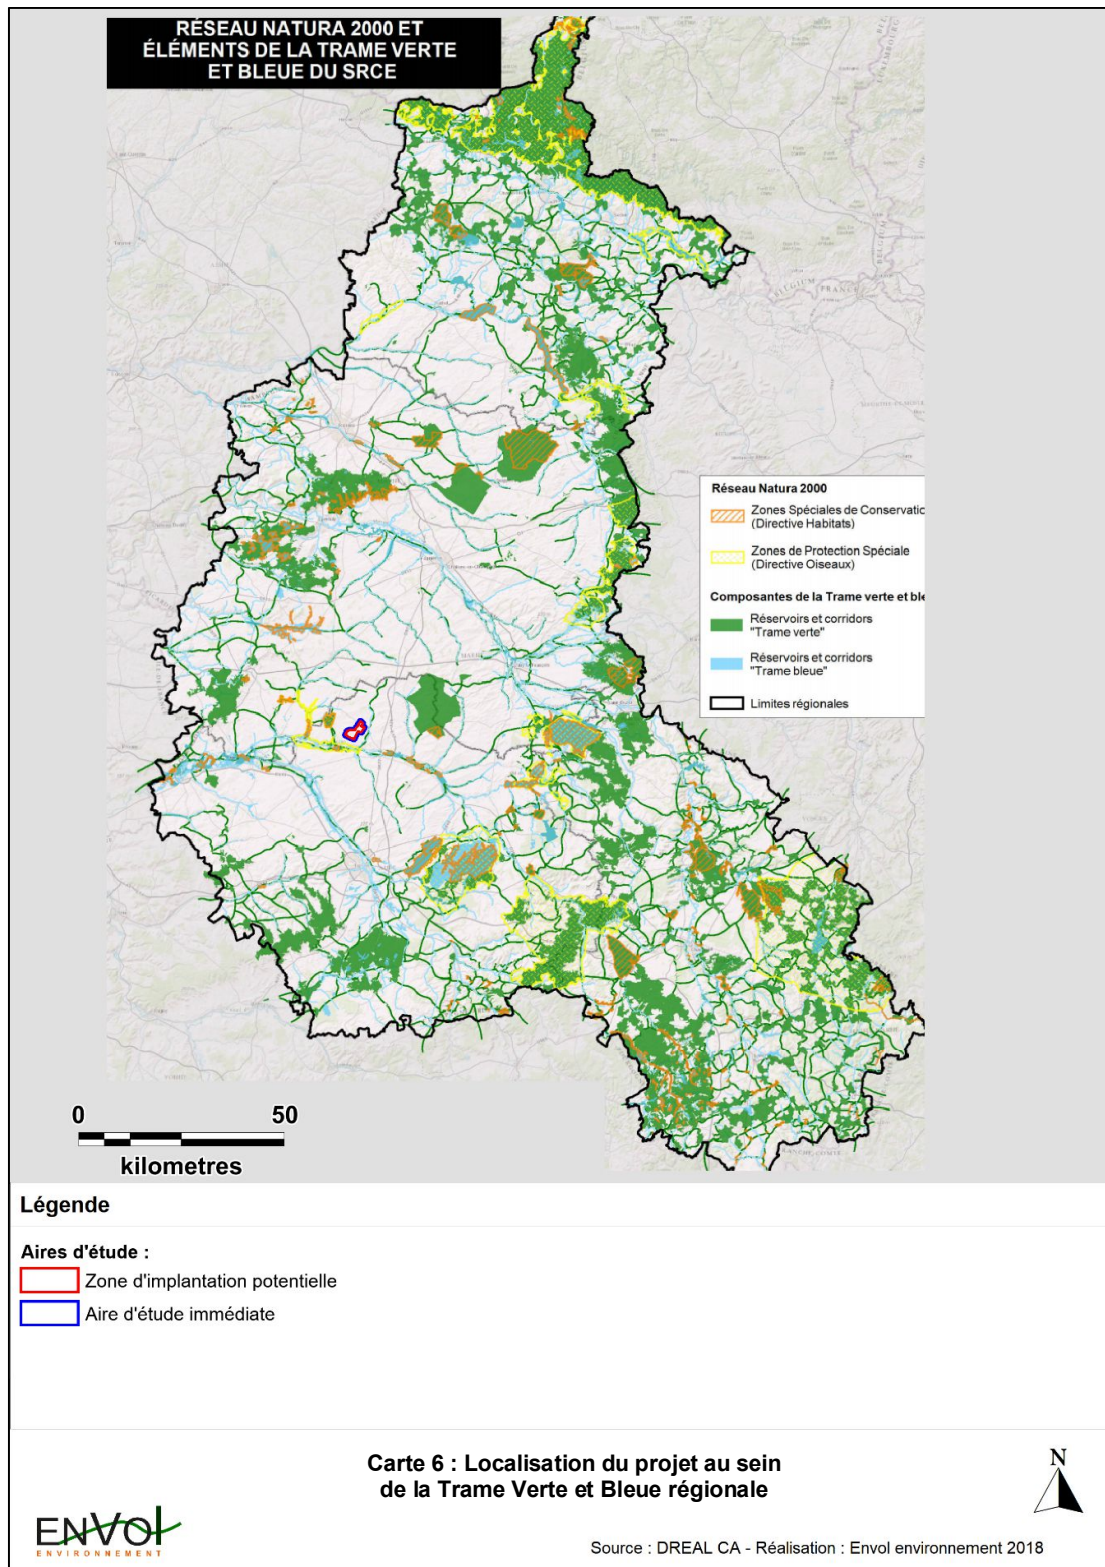 RÉSEAU NATURA 2000 ET
ÉLÉMENTS DE LA TRAME VERTE
ET BLEUE DU SRCE
Réseau Natura 2000
Zones Spéciales de Conservatic
(Directive Habitats)
Zones de Protection Spéciale
(Directive Oiseaux)
Composantes de la Trame verte et ble
Réservoirs et corridors
"Trame verte"
Réservoirs et corridors
"Trame bleue"
Limites régionales
0 50
kilometres
Légende
Aires d'étude :
Zone d'implantation potentielle
Aire d'étude immédiate
Carte 6 : Localisation du projet au sein
de la Trame Verte et Bleue régionale
N
ENVOl
ENVIRONNEMENT
Source : DREAL CA - Réalisation : Envol environnement 2018